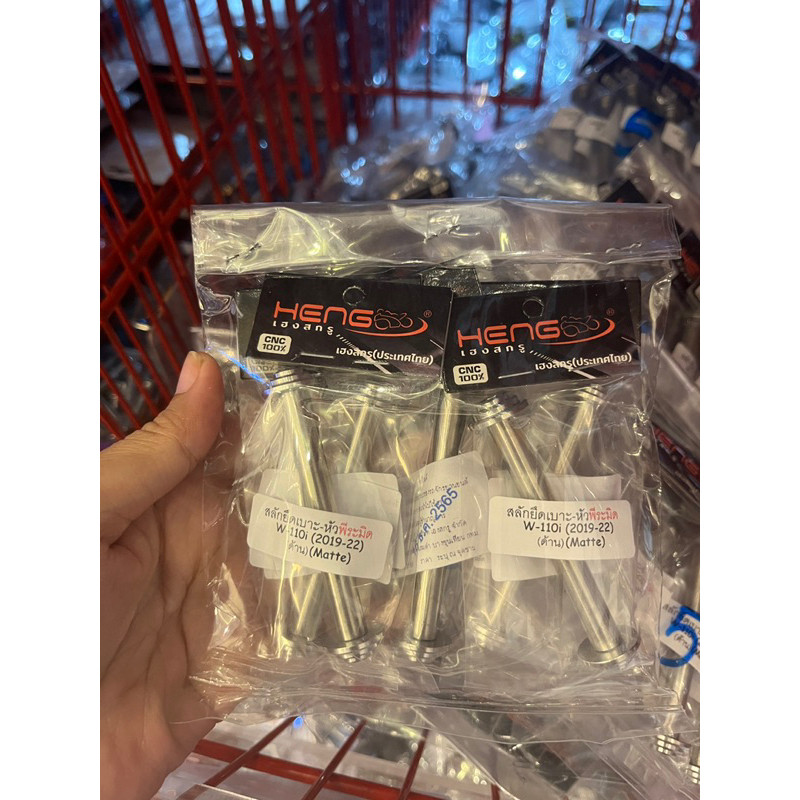 HENG
เฮงสกรู
CNC
100%
เฮงสกรู(ประเทศไทย)
HENG
เฮงสกรู
CNC
100%
เฮงสกรู(ประเทศไทย)
สลักยึดเบาะ-หัวพีระมิด
W-110i (2019-22)
(ด้าน)(Matte)
2565
สลักยึดเบาะ-หัวพีระมิด
W-110i (2019-22)
(ด้าน)(Matte)
5